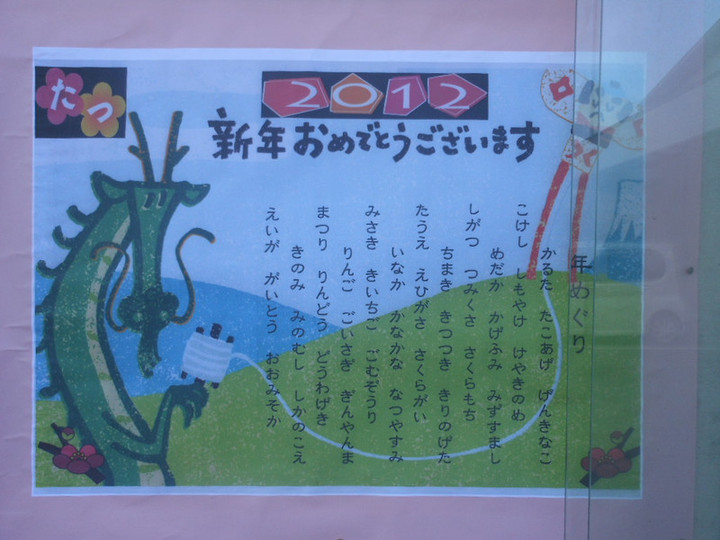 たつ
2012
新年おめでとうございます
年めぐり
かるた たこあげ げんきなこ
こけし しもやけ けやきのめ
めだか かげふみ みずすまし
しがつ つみくさ さくらもち
ちまき きつつき きりのげた
たうえ えひがさ さくらがい
いなか かなかな なつやすみ
みさき きいちご ごむぞうり
りんご ごいさぎ ぎんやんま
まつり りんどう どうわげき
きのみ みのむし しかのこえ
えいが がいとう おおみそか